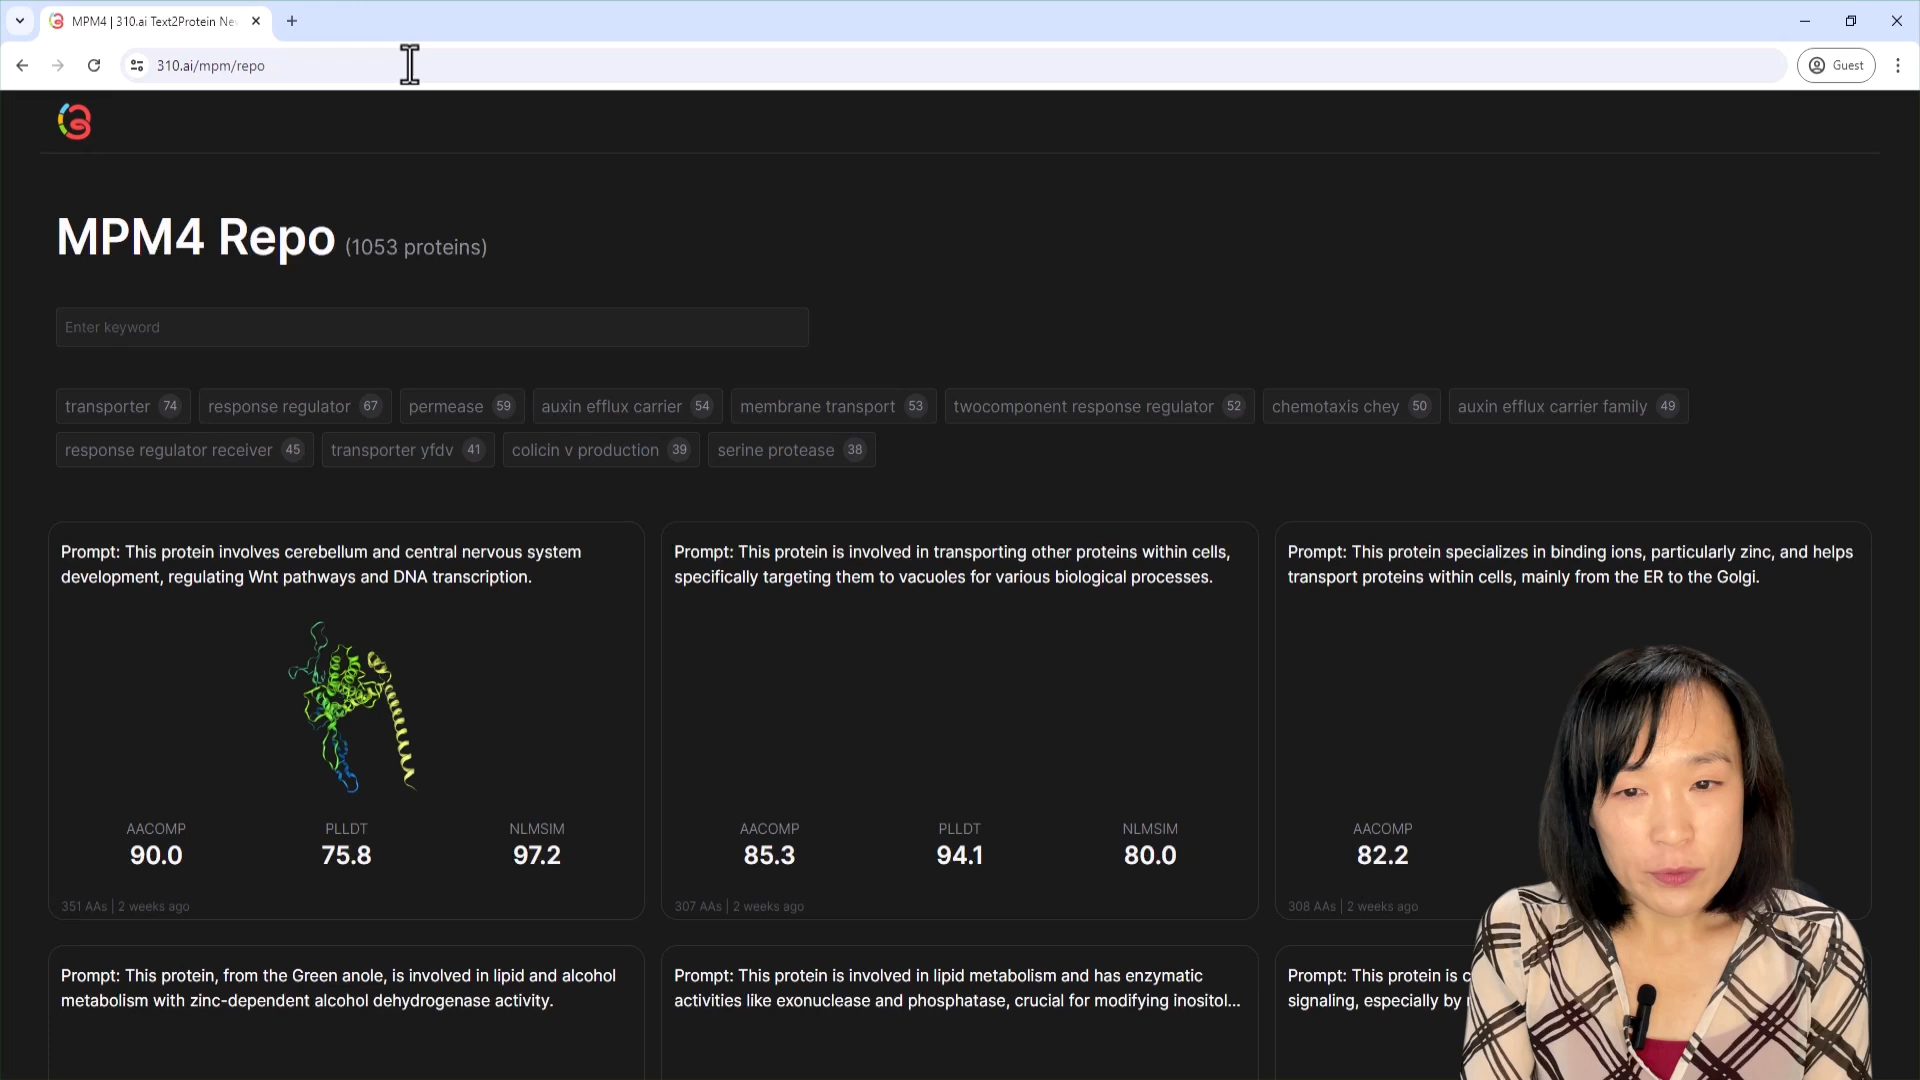 MPM4 | 310.ai Text2Protein Ne
310.ai/mpm/repo
Guest
MPM4 Repo (1053 proteins)
Enter keyword
transporter 74 response regulator 67 permease 59 auxin efflux carrier 54 membrane transport 53 twocomponent response regulator 52 chemotaxis chey 50 auxin efflux carrier family 49
response regulator receiver 45 transporter yfdv 41 colicin v production 39 serine protease 38
Prompt: This protein involves cerebellum and central nervous system
development, regulating Wnt pathways and DNA transcription.
AACOMP PLLDT NLMSIM
90.0 75.8 97.2
351 AAs | 2 weeks ago
Prompt: This protein is involved in transporting other proteins within cells,
specifically targeting them to vacuoles for various biological processes.
AACOMP PLLDT NLMSIM
85.3 94.1 80.0
307 AAs | 2 weeks ago
Prompt: This protein specializes in binding ions, particularly zinc, and helps
transport proteins within cells, mainly from the ER to the Golgi.
AACOMP
82.2
308 AAs | 2 weeks ago
Prompt: This protein, from the Green anole, is involved in lipid and alcohol
metabolism with zinc-dependent alcohol dehydrogenase activity.
Prompt: This protein is involved in lipid metabolism and has enzymatic
activities like exonuclease and phosphatase, crucial for modifying inositol...
Prompt: This protein is
signaling, especially by